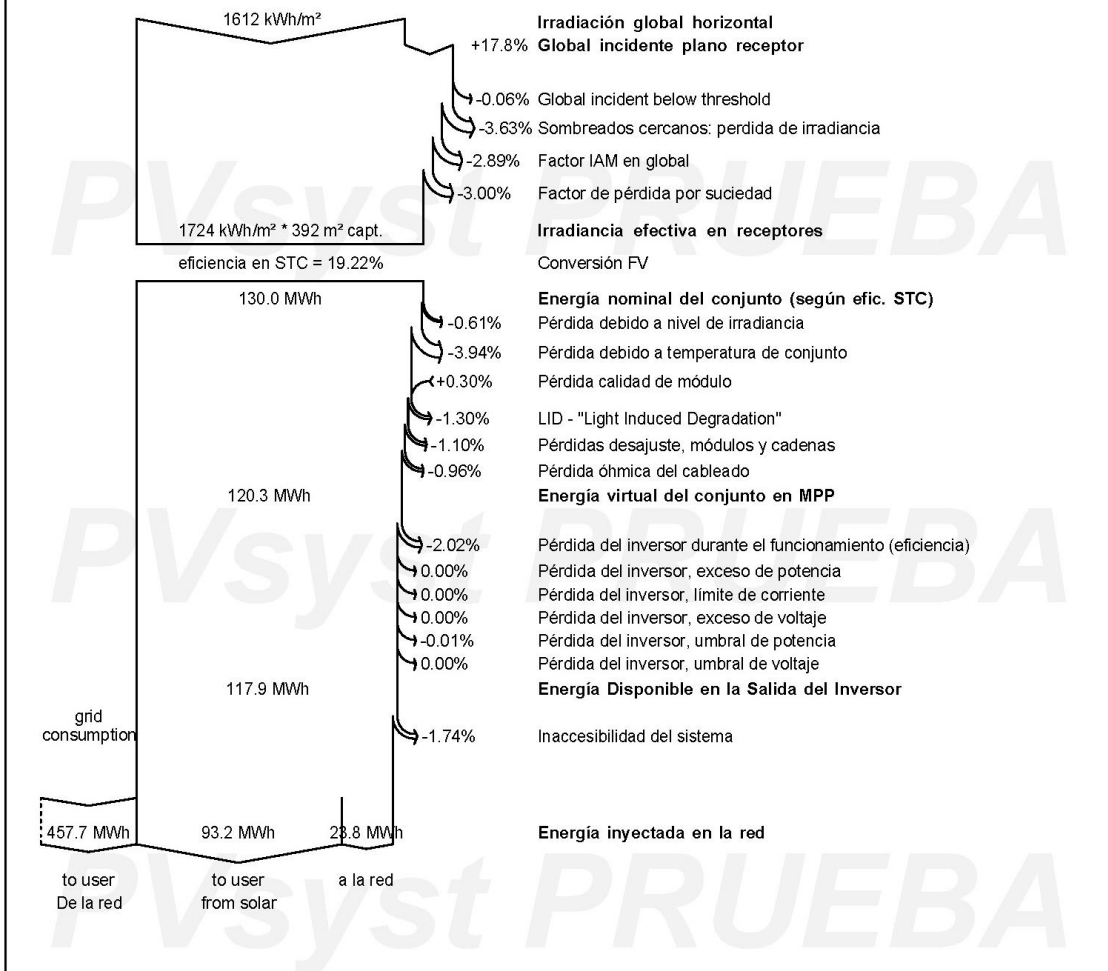 1612 kWh/m² Irradiación global horizontal
+17.8% Global incidente plano receptor
-0.06% Global incident below threshold
-3.63% Sombreados cercanos: perdida de irradiancia
-2.89% Factor IAM en global
-3.00% Factor de pérdida por suciedad
PVsyst PRUEBA
1724 kWh/m² * 392 m² capt. Irradiancia efectiva en receptores
eficiencia en STC = 19.22% Conversión FV
130.0 MWh Energía nominal del conjunto (según efic. STC)
-0.61% Pérdida debido a nivel de irradiancia
-3.94% Pérdida debido a temperatura de conjunto
+0.30% Pérdida calidad de módulo
-1.30% LID - "Light Induced Degradation"
-1.10% Pérdidas desajuste, módulos y cadenas
-0.96% Pérdida óhmica del cableado
120.3 MWh Energía virtual del conjunto en MPP
PVsyst PRUEBA
-2.02% Pérdida del inversor durante el funcionamiento (eficiencia)
0.00% Pérdida del inversor, exceso de potencia
0.00% Pérdida del inversor, límite de corriente
0.00% Pérdida del inversor, exceso de voltaje
-0.01% Pérdida del inversor, umbral de potencia
0.00% Pérdida del inversor, umbral de voltaje
117.9 MWh Energía Disponible en la Salida del Inversor
grid
consumption
-1.74% Inaccesibilidad del sistema
457.7 MWh 93.2 MWh 23.8 MWh Energía inyectada en la red
to user to user a la red
De la red from solar
PVsyst PRUEBA